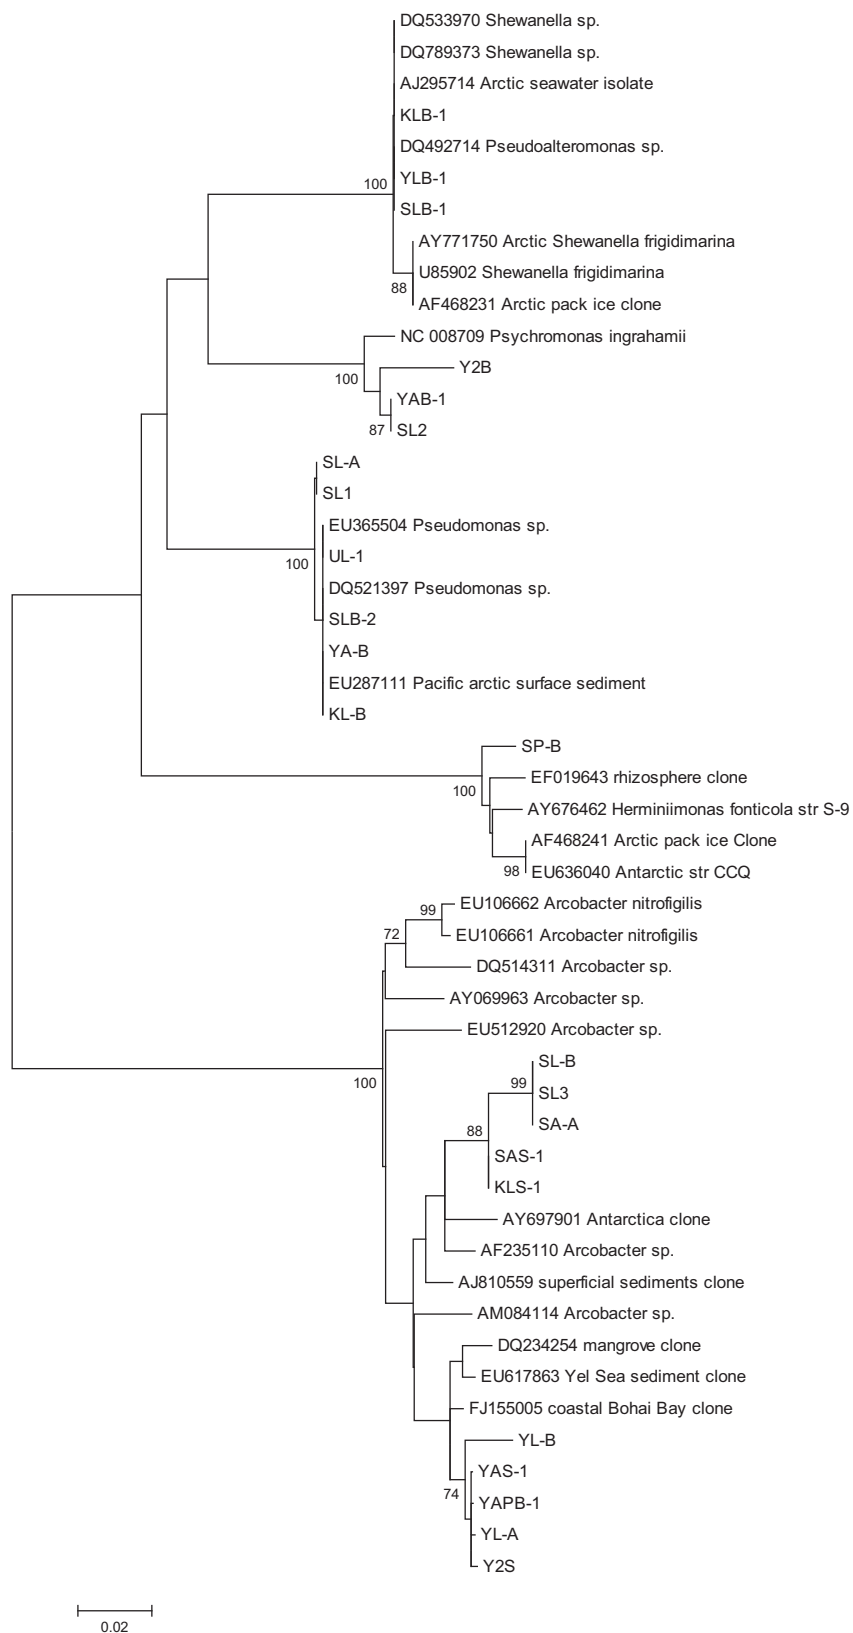 DQ533970 Shewanella sp.
DQ789373 Shewanella sp.
AJ295714 Arctic seawater isolate
KLB-1
DQ492714 Pseudoalteromonas sp.
YLB-1
100
SLB-1
AY771750 Arctic Shewanella frigidimarina
U85902 Shewanella frigidimarina
88
AF468231 Arctic pack ice clone
NC 008709 Psychromonas ingrahamii
Y2B
100
YAB-1
87
SL2
SL-A
SL1
EU365504 Pseudomonas sp.
UL-1
100
DQ521397 Pseudomonas sp.
SLB-2
YA-B
EU287111 Pacific arctic surface sediment
KL-B
SP-B
EF019643 rhizosphere clone
100
AY676462 Herminiimonas fonticola str S-9
AF468241 Arctic pack ice Clone
98
EU636040 Antarctic str CCQ
EU106662 Arcobacter nitrofigilis
99
EU106661 Arcobacter nitrofigilis
72
DQ514311 Arcobacter sp.
AY069963 Arcobacter sp.
EU512920 Arcobacter sp.
SL-B
100
99
SL3
SA-A
88
SAS-1
KLS-1
AY697901 Antarctica clone
AF235110 Arcobacter sp.
AJ810559 superficial sediments clone
AM084114 Arcobacter sp.
DQ234254 mangrove clone
EU617863 Yel Sea sediment clone
FJ155005 coastal Bohai Bay clone
YL-B
YAS-1
74
YAPB-1
YL-A
Y2S
0.02